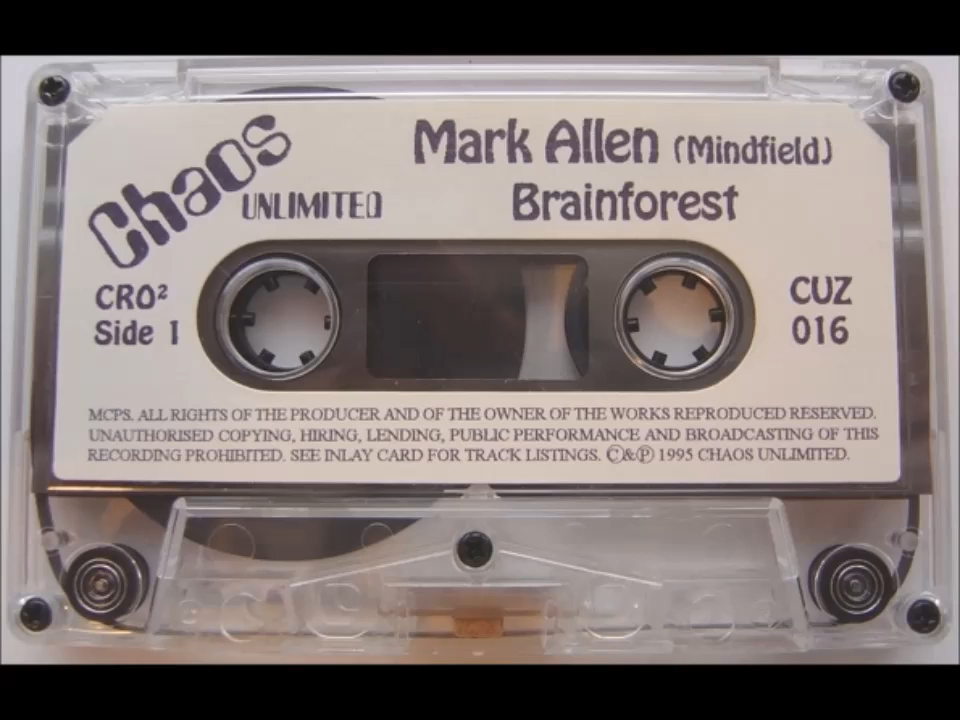 Chaos
UNLIMITED
Mark Allen (Mindfield)
Brainforest
CRO²
Side 1
CUZ
016
MCPS. ALL RIGHTS OF THE PRODUCER AND OF THE OWNER OF THE WORKS REPRODUCED RESERVED.
UNAUTHORISED COPYING, HIRING, LENDING, PUBLIC PERFORMANCE AND BROADCASTING OF THIS
RECORDING PROHIBITED. SEE INLAY CARD FOR TRACK LISTINGS. Ⓒ&Ⓟ 1995 CHAOS UNLIMITED.